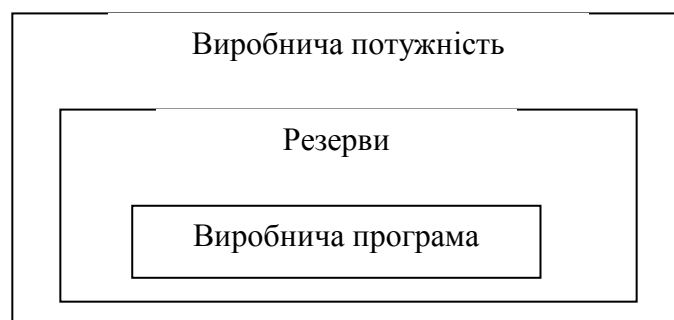 Виробнича потужність
Резерви
Виробнича програма